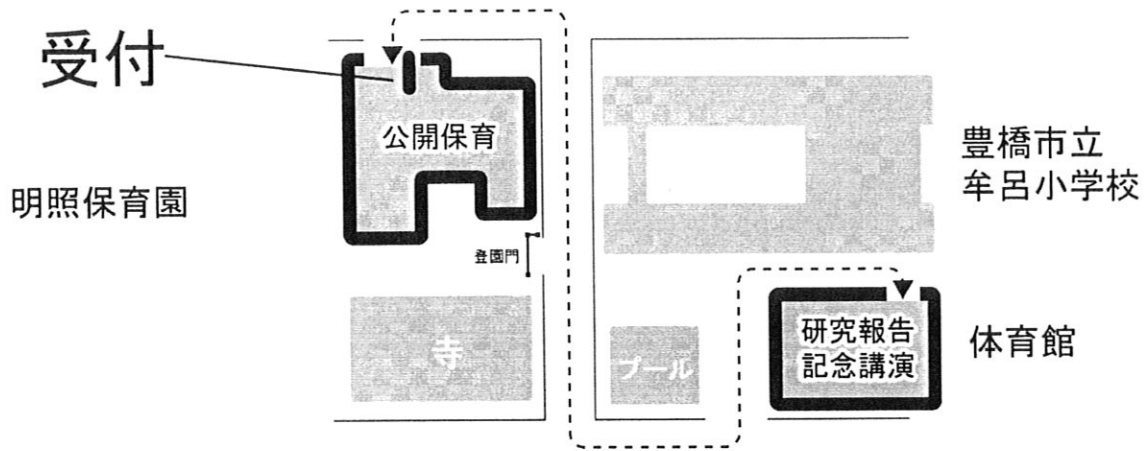 受付
公開保育
明照保育園
登園門
寺
プール
豊橋市立
牟呂小学校
研究報告
記念講演
体育館